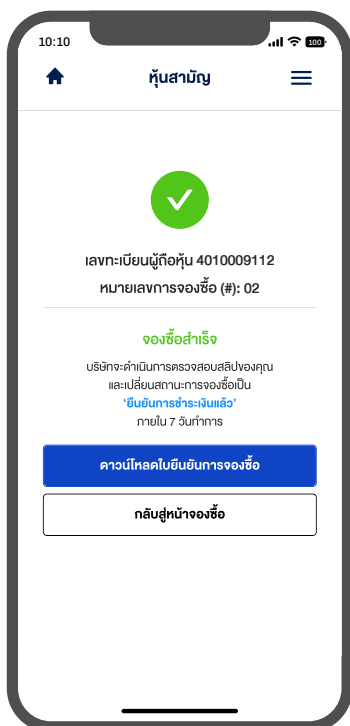 10:10
100
หุ้นสามัญ
เลขทะเบียนผู้ถือหุ้น 4010009112
หมายเลขการจองซื้อ (#): 02
จองซื้อสำเร็จ
บริษัทจะดำเนินการตรวจสอบสลิปของคุณ
และเปลี่ยนสถานะการจองซื้อเป็น
‘ยืนยันการชำระเงินแล้ว’
ภายใน 7 วันทำการ
ดาวน์โหลดใบยืนยันการจองซื้อ
กลับสู่หน้าจองซื้อ